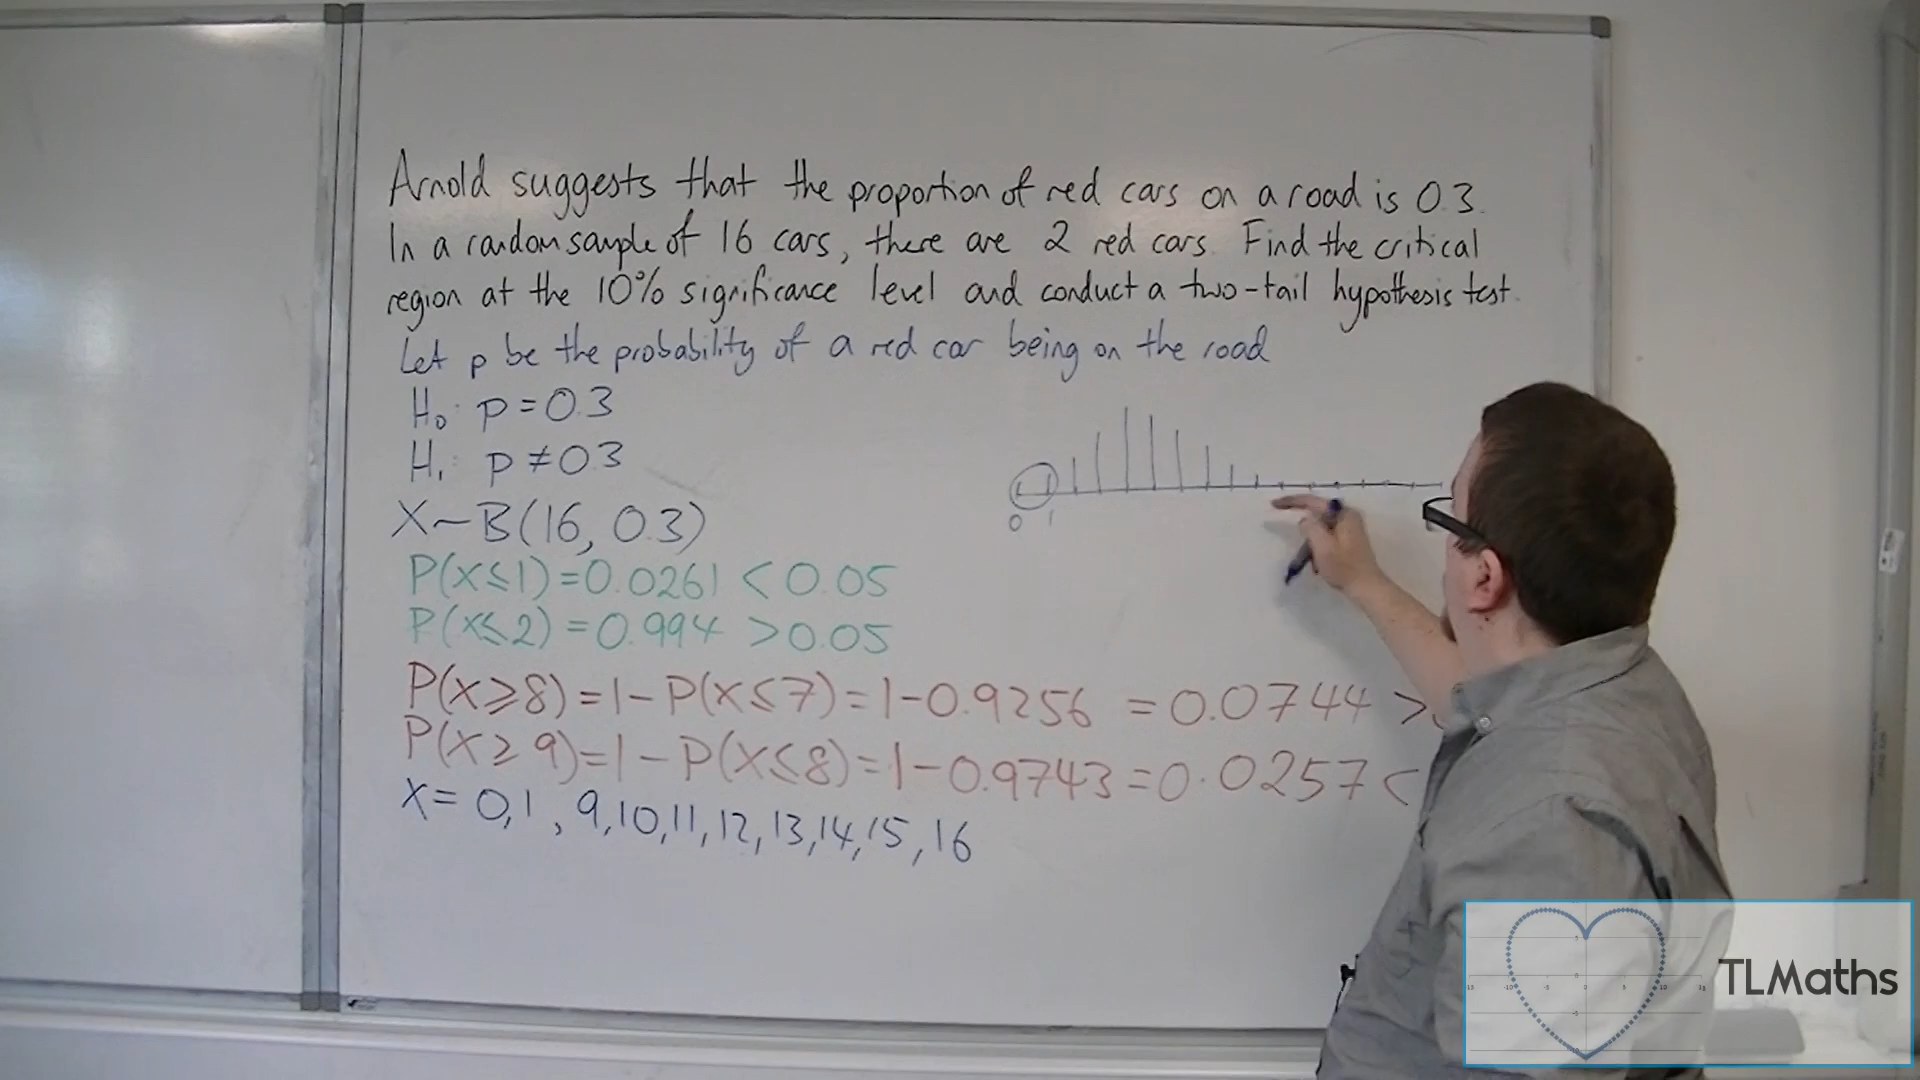 Arnold suggests that the proportion of red cars on a road is 0.3.
In a random sample of 16 cars, there are 2 red cars. Find the critical
region at the 10% significance level and conduct a two-tail hypothesis test.
Let p be the probability of a red car being on the road
H₀: p = 0.3
H₁: p ≠ 0.3
X ~ B(16, 0.3)
0 1
P(X ≤ 1) = 0.0261 < 0.05
P(X ≤ 2) = 0.994 > 0.05
P(X ≥ 8) = 1 - P(X ≤ 7) = 1 - 0.9256 = 0.0744 >
P(X ≥ 9) = 1 - P(X ≤ 8) = 1 - 0.9743 = 0.0257 <
X = 0, 1, 9, 10, 11, 12, 13, 14, 15, 16
TLMaths